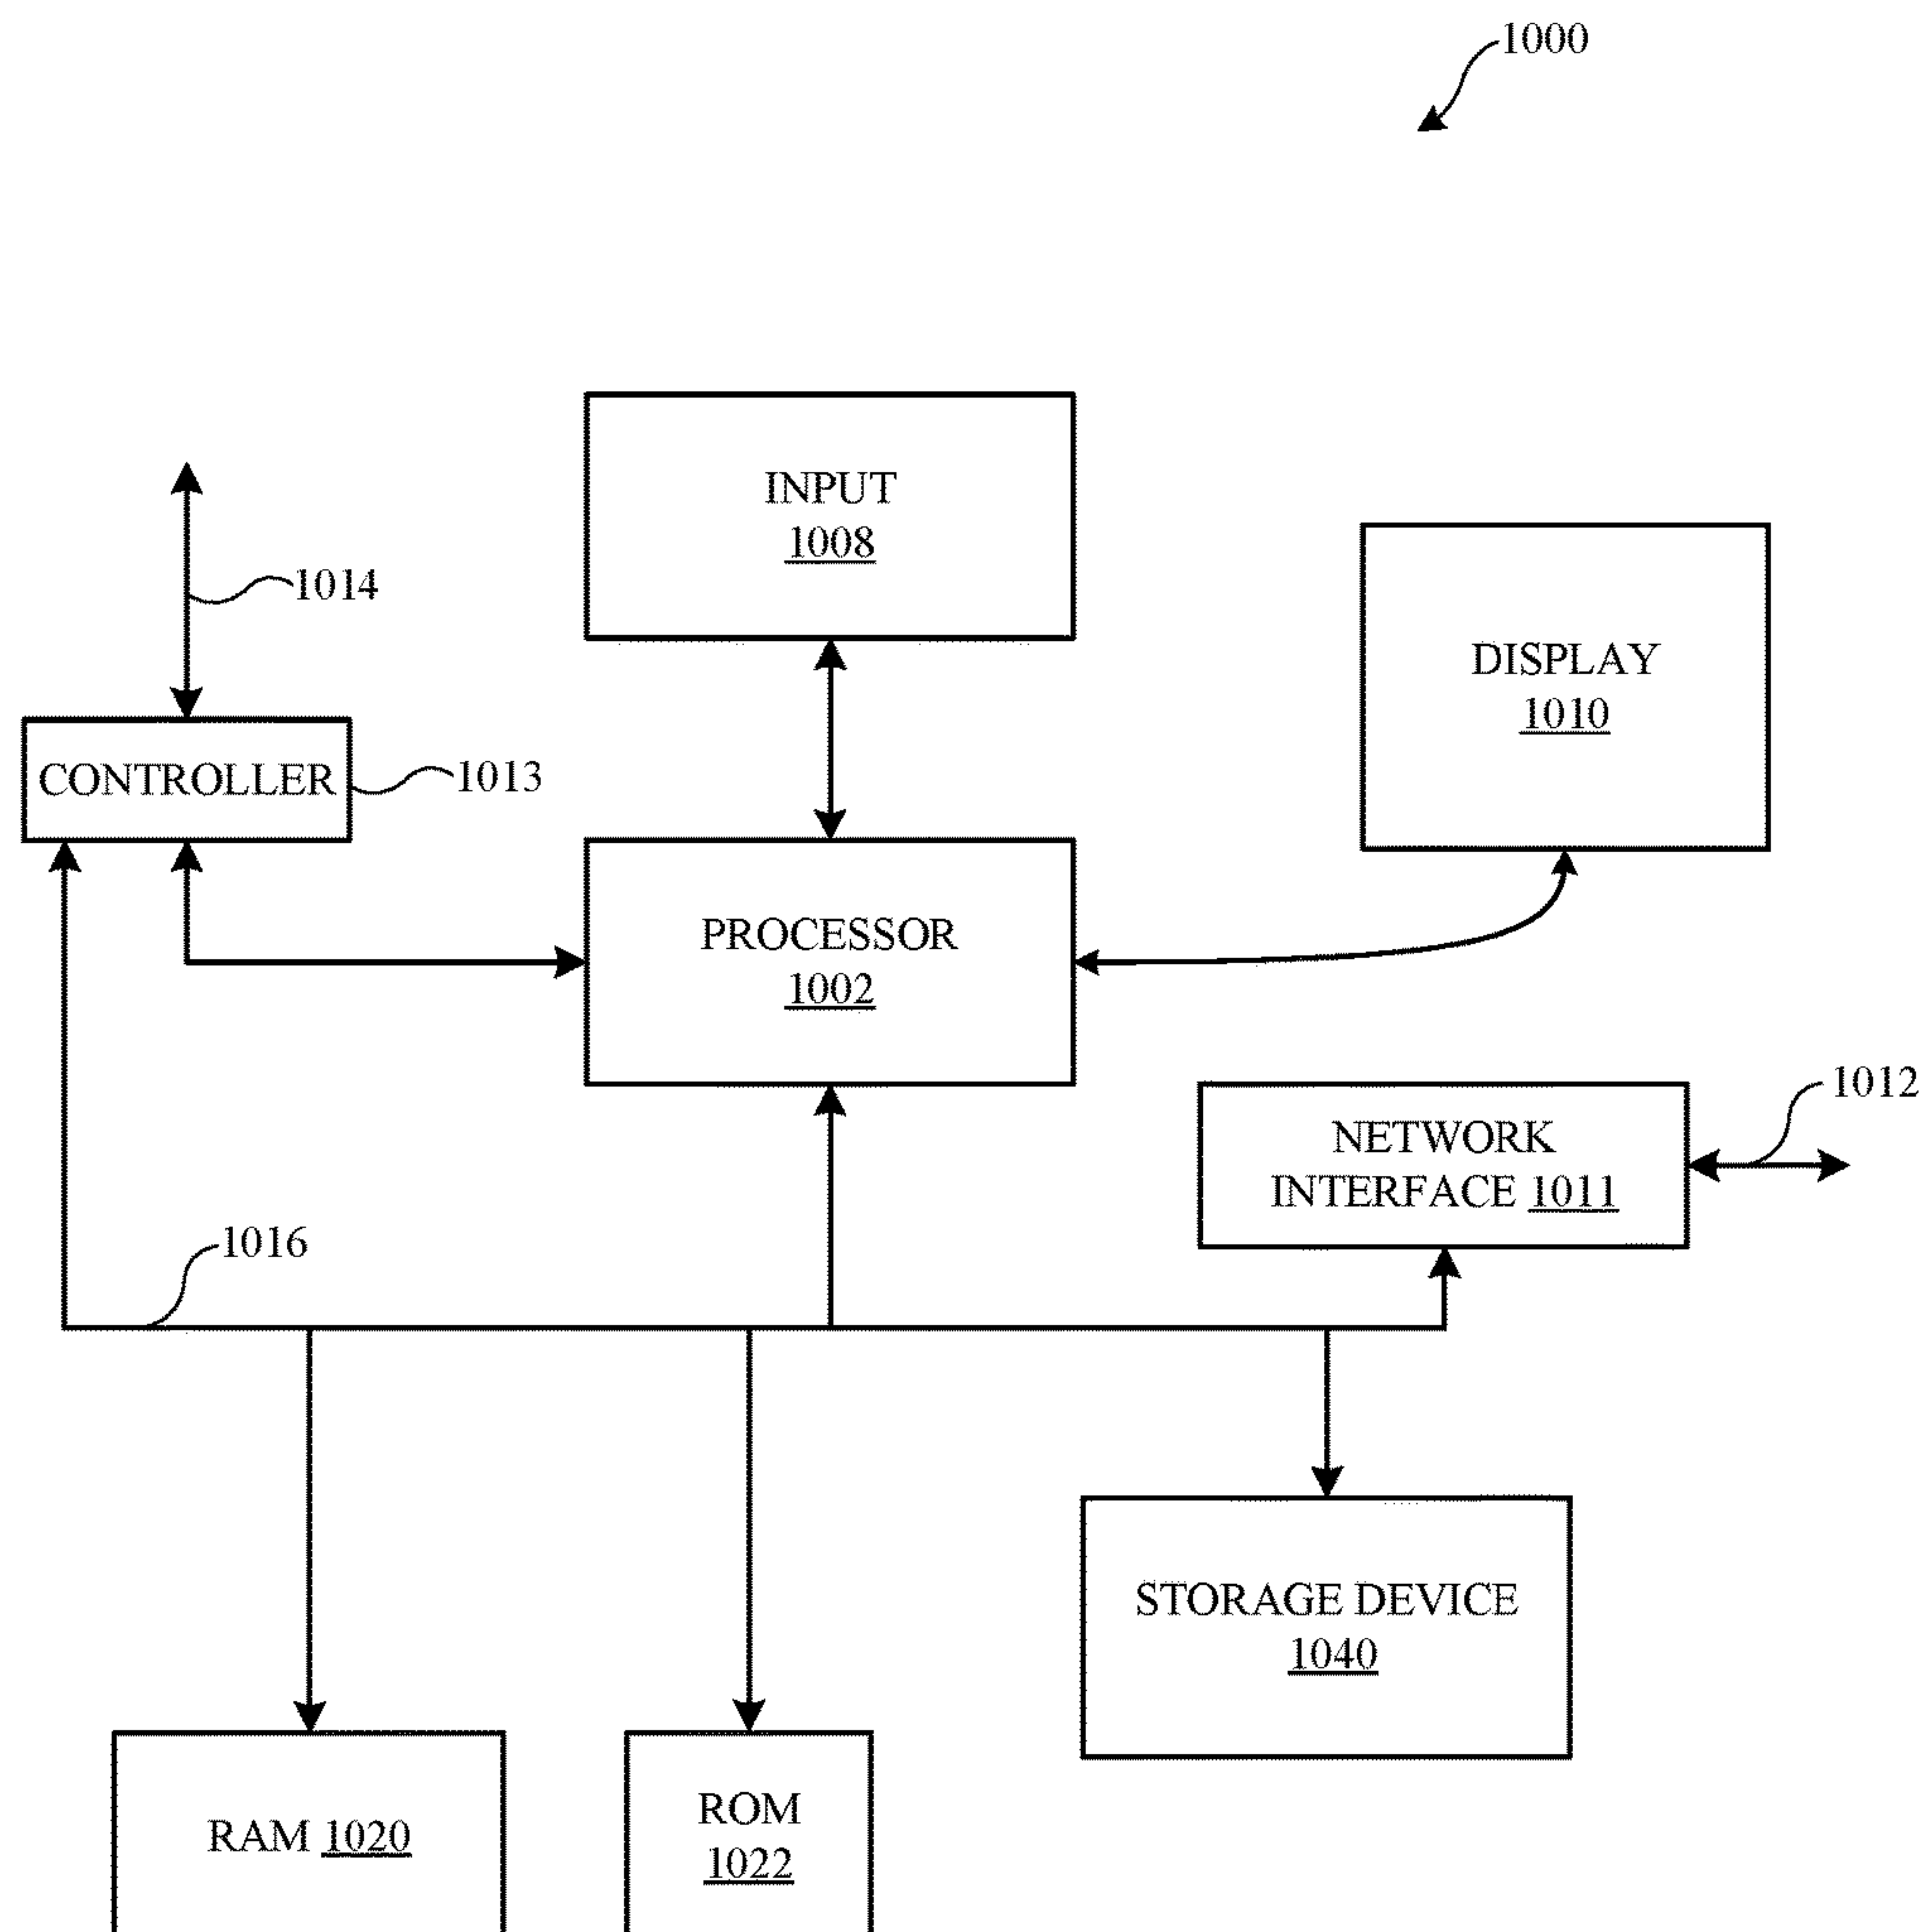 1000
INPUT
1008
1014
DISPLAY
1010
CONTROLLER
1013
PROCESSOR
1002
1012
NETWORK
INTERFACE 1011
1016
STORAGE DEVICE
1040
RAM 1020
ROM
1022